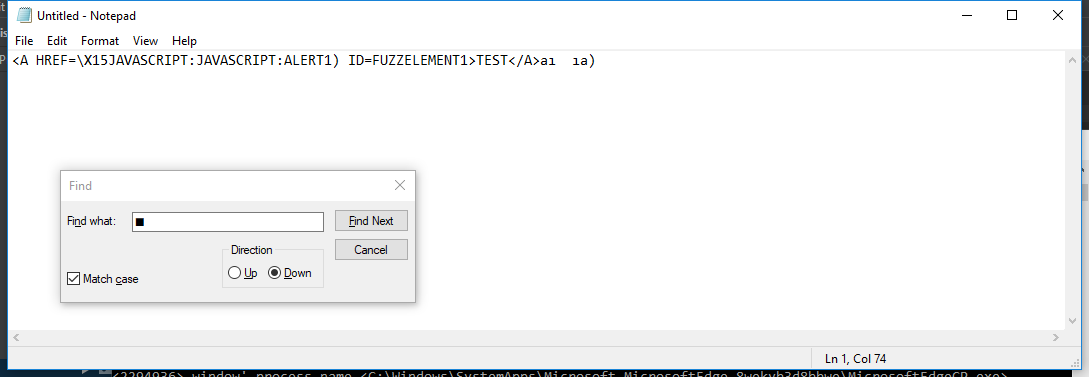 Untitled - Notepad
File Edit Format View Help
<A HREF=\X15JAVASCRIPT:JAVASCRIPT:ALERT1) ID=FUZZELEMENT1>TEST</A>aı  ıa)
Find
Find what: ■ Find Next
Direction Cancel
Match case Up Down
Ln 1, Col 74